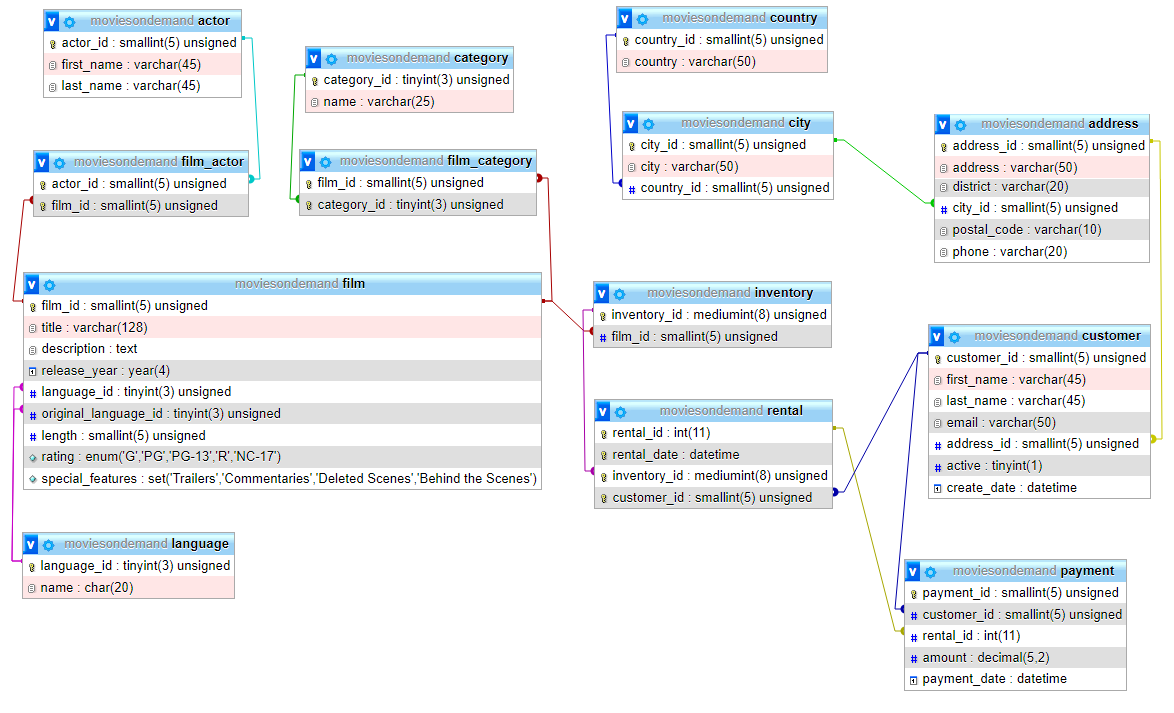 moviesondemand actor
actor_id : smallint(5) unsigned
first_name : varchar(45)
last_name : varchar(45)
moviesondemand category
category_id : tinyint(3) unsigned
name : varchar(25)
moviesondemand country
country_id : smallint(5) unsigned
country : varchar(50)
moviesondemand film_actor
actor_id : smallint(5) unsigned
film_id : smallint(5) unsigned
moviesondemand film_category
film_id : smallint(5) unsigned
category_id : tinyint(3) unsigned
moviesondemand city
city_id : smallint(5) unsigned
city : varchar(50)
country_id : smallint(5) unsigned
moviesondemand address
address_id : smallint(5) unsigned
address : varchar(50)
district : varchar(20)
city_id : smallint(5) unsigned
postal_code : varchar(10)
phone : varchar(20)
moviesondemand film
film_id : smallint(5) unsigned
title : varchar(128)
description : text
release_year : year(4)
language_id : tinyint(3) unsigned
original_language_id : tinyint(3) unsigned
length : smallint(5) unsigned
rating : enum('G','PG','PG-13','R','NC-17')
special_features : set('Trailers','Commentaries','Deleted Scenes','Behind the Scenes')
moviesondemand inventory
inventory_id : mediumint(8) unsigned
film_id : smallint(5) unsigned
moviesondemand customer
customer_id : smallint(5) unsigned
first_name : varchar(45)
last_name : varchar(45)
email : varchar(50)
address_id : smallint(5) unsigned
active : tinyint(1)
create_date : datetime
moviesondemand rental
rental_id : int(11)
rental_date : datetime
inventory_id : mediumint(8) unsigned
customer_id : smallint(5) unsigned
moviesondemand language
language_id : tinyint(3) unsigned
name : char(20)
moviesondemand payment
payment_id : smallint(5) unsigned
customer_id : smallint(5) unsigned
rental_id : int(11)
amount : decimal(5,2)
payment_date : datetime